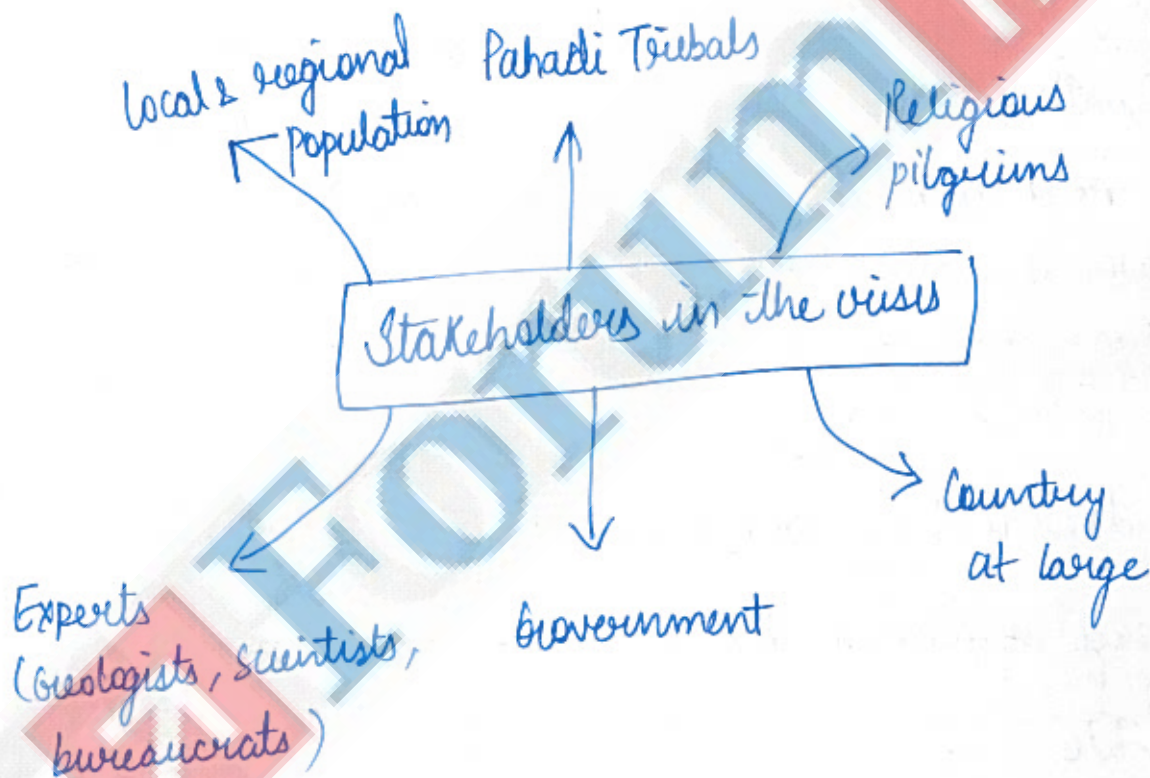 Local & regional
population
Pahadi Tribals
Religious
pilgrims
Stakeholders in the crisis
Experts
(Geologists, scientists,
bureaucrats)
Government
Country
at large
Forum